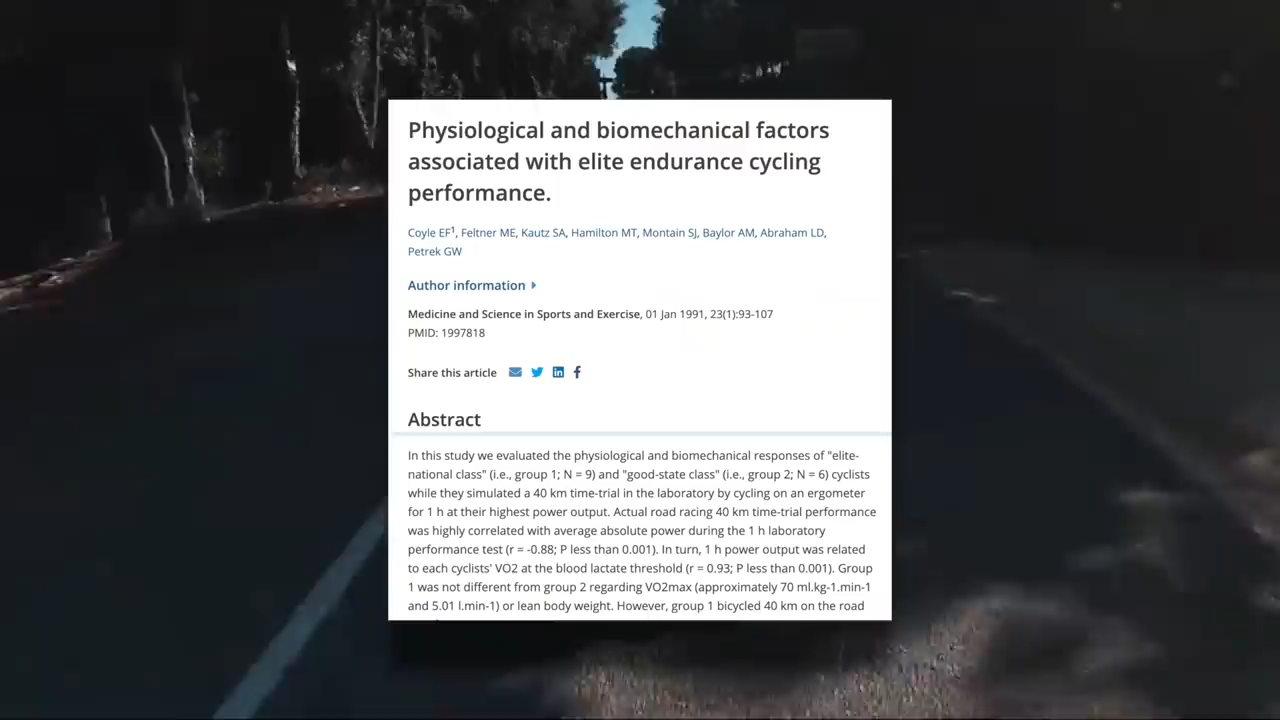 Physiological and biomechanical factors
associated with elite endurance cycling
performance.
Coyle EF1, Feltner ME, Kautz SA, Hamilton MT, Montain SJ, Baylor AM, Abraham LD,
Petrek GW
Author information
Medicine and Science in Sports and Exercise, 01 Jan 1991, 23(1):93-107
PMID: 1997818
Share this article
Abstract
In this study we evaluated the physiological and biomechanical responses of "elite-
national class" (i.e., group 1; N = 9) and "good-state class" (i.e., group 2; N = 6) cyclists
while they simulated a 40 km time-trial in the laboratory by cycling on an ergometer
for 1 h at their highest power output. Actual road racing 40 km time-trial performance
was highly correlated with average absolute power during the 1 h laboratory
performance test (r = -0.88; P less than 0.001). In turn, 1 h power output was related
to each cyclists' VO2 at the blood lactate threshold (r = 0.93; P less than 0.001). Group
1 was not different from group 2 regarding VO2max (approximately 70 ml.kg-1.min-1
and 5.01 l.min-1) or lean body weight. However, group 1 bicycled 40 km on the road